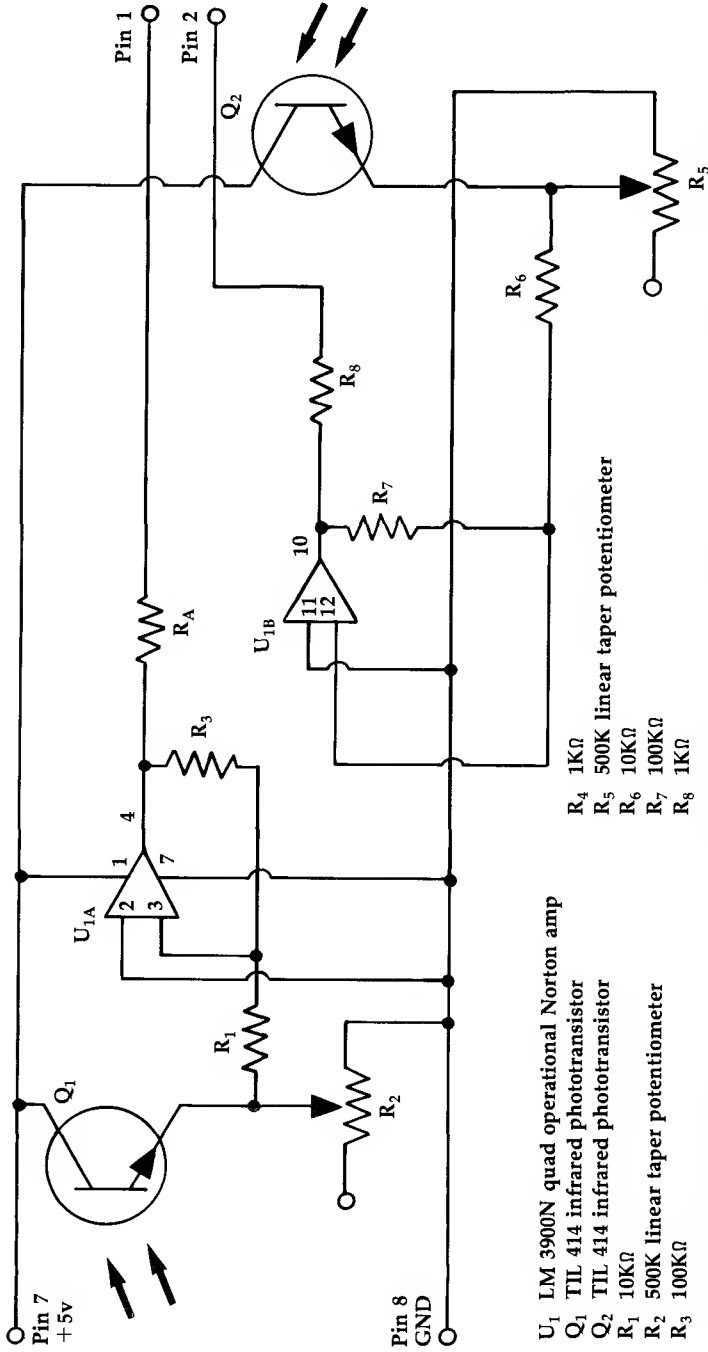 Pin 1
Pin 2
Q₂
R₅
R₆
R₈
R₇
10
11
12
U₁B
R_A
R₃
4
1
7
2
3
U₁A
R₁
R₂
Q₁
Pin 7
+5v
Pin 8
GND
U₁ LM 3900N quad operational Norton amp
Q₁ TIL 414 infrared phototransistor
Q₂ TIL 414 infrared phototransistor
R₁ 10KΩ
R₂ 500K linear taper potentiometer
R₃ 100KΩ
R₄ 1KΩ
R₅ 500K linear taper potentiometer
R₆ 10KΩ
R₇ 100KΩ
R₈ 1KΩ